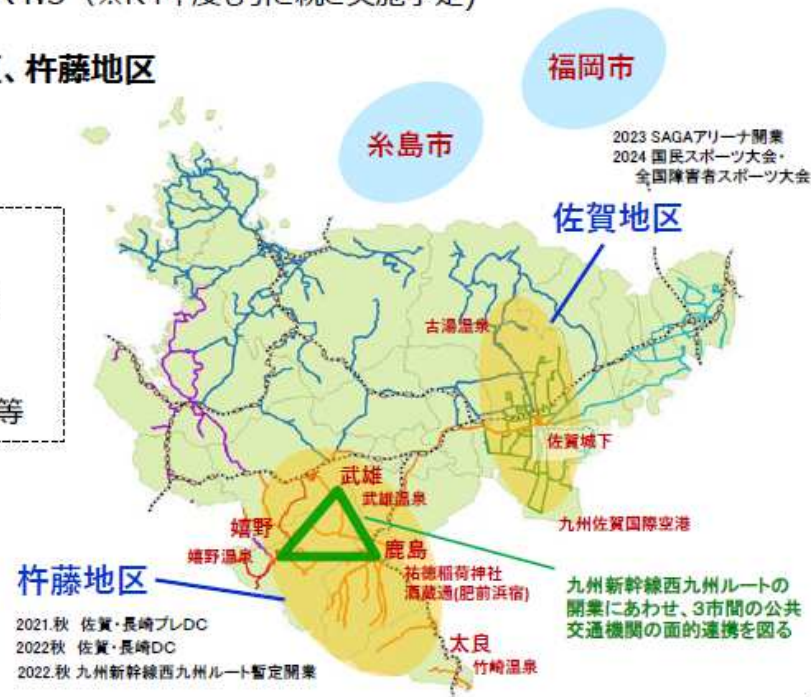 、杵藤地区
福岡市
糸島市
2023 SAGAアリーナ開業
2024 国民スポーツ大会・
全国障害者スポーツ大会
佐賀地区
古湯温泉
等
佐賀城下
武雄
武雄温泉
九州佐賀国際空港
嬉野
嬉野温泉
鹿島
祐徳稲荷神社
酒蔵通(肥前浜宿)
杵藤地区
九州新幹線西九州ルートの
開業にあわせ、3市間の公共
交通機関の面的連携を図る
2021.秋 佐賀・長崎プレDC
2022秋 佐賀・長崎DC
2022.秋 九州新幹線西九州ルート暫定開業
太良
竹崎温泉